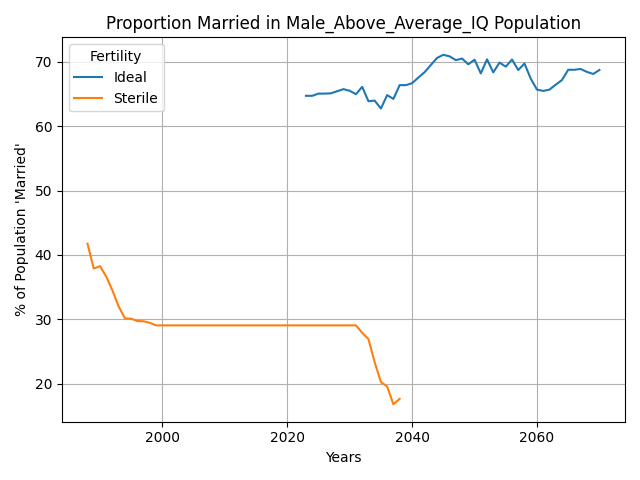 Proportion Married in Male_Above_Average_IQ Population
Fertility
Ideal
Sterile
% of Population 'Married'
70
60
50
40
30
20
2000
2020
2040
2060
Years